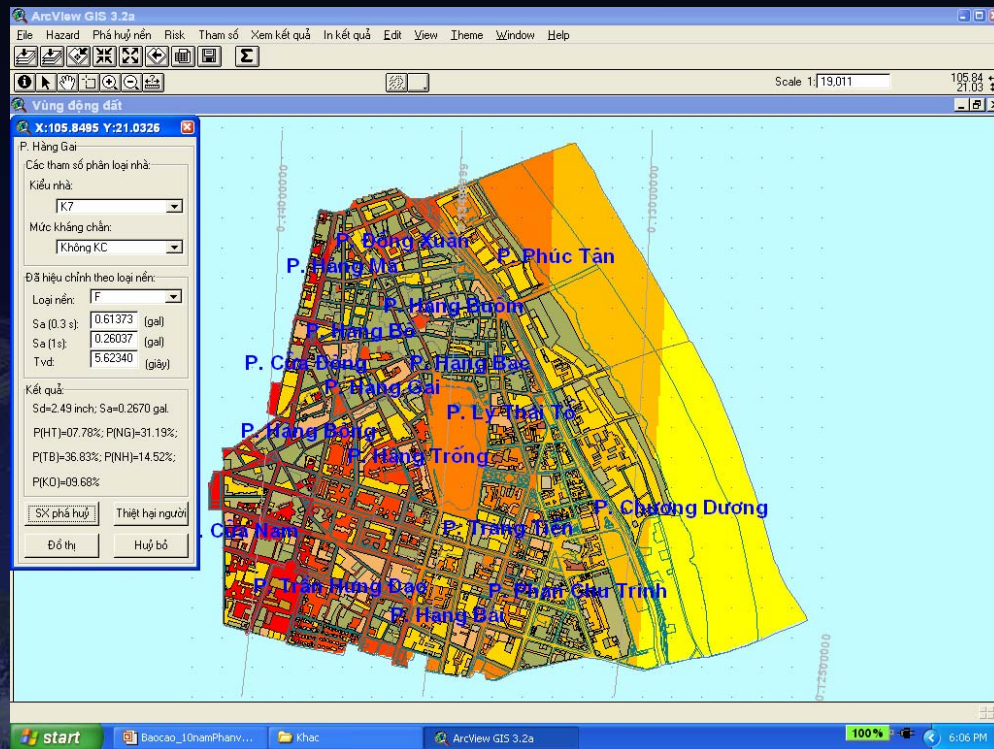 ArcView GIS 3.2a
File Hazard Phá huỷ nền Risk Tham số Xem kết quả In kết quả Edit View Theme Window Help
Scale 1: 19,011
105.84
21.03
Vùng động đất
X:105.8495 Y:21.0326
P. Hàng Gai
Các tham số phân loại nhà:
Kiểu nhà:
K7
Mức kháng chấn:
Không KC
Đã hiệu chỉnh theo loại nền:
Loại nền: F
Sa (0.3 s): 0.61373 (gal)
Sa (1s): 0.26037 (gal)
Tvd: 5.62340 (giây)
Kết quả:
Sd=2.49 inch; Sa=0.2670 gal.
P(HT)=07.78%; P(NG)=31.19%;
P(TB)=36.83%; P(NH)=14.52%;
P(KO)=09.68%
SX phá huỷ Thiệt hại người
Đồ thị Huỷ bỏ
0.14000000
0.13000000
0.12500000
P. Đồng Xuân
P. Phúc Tân
P. Hàng Mã
P. Hàng Buồm
P. Hàng Bồ
P. Cửa Đông
P. Hàng Bạc
P. Hàng Gai
P. Lý Thái Tổ
P. Hàng Bông
P. Hàng Trống
P. Chương Dương
P. Tràng Tiền
. Cửa Nam
P. Trần Hưng Đạo
P. Phan Chu Trinh
P. Hàng Bài
start Baocao_10namPhanv... Khac ArcView GIS 3.2a 100% 6:06 PM